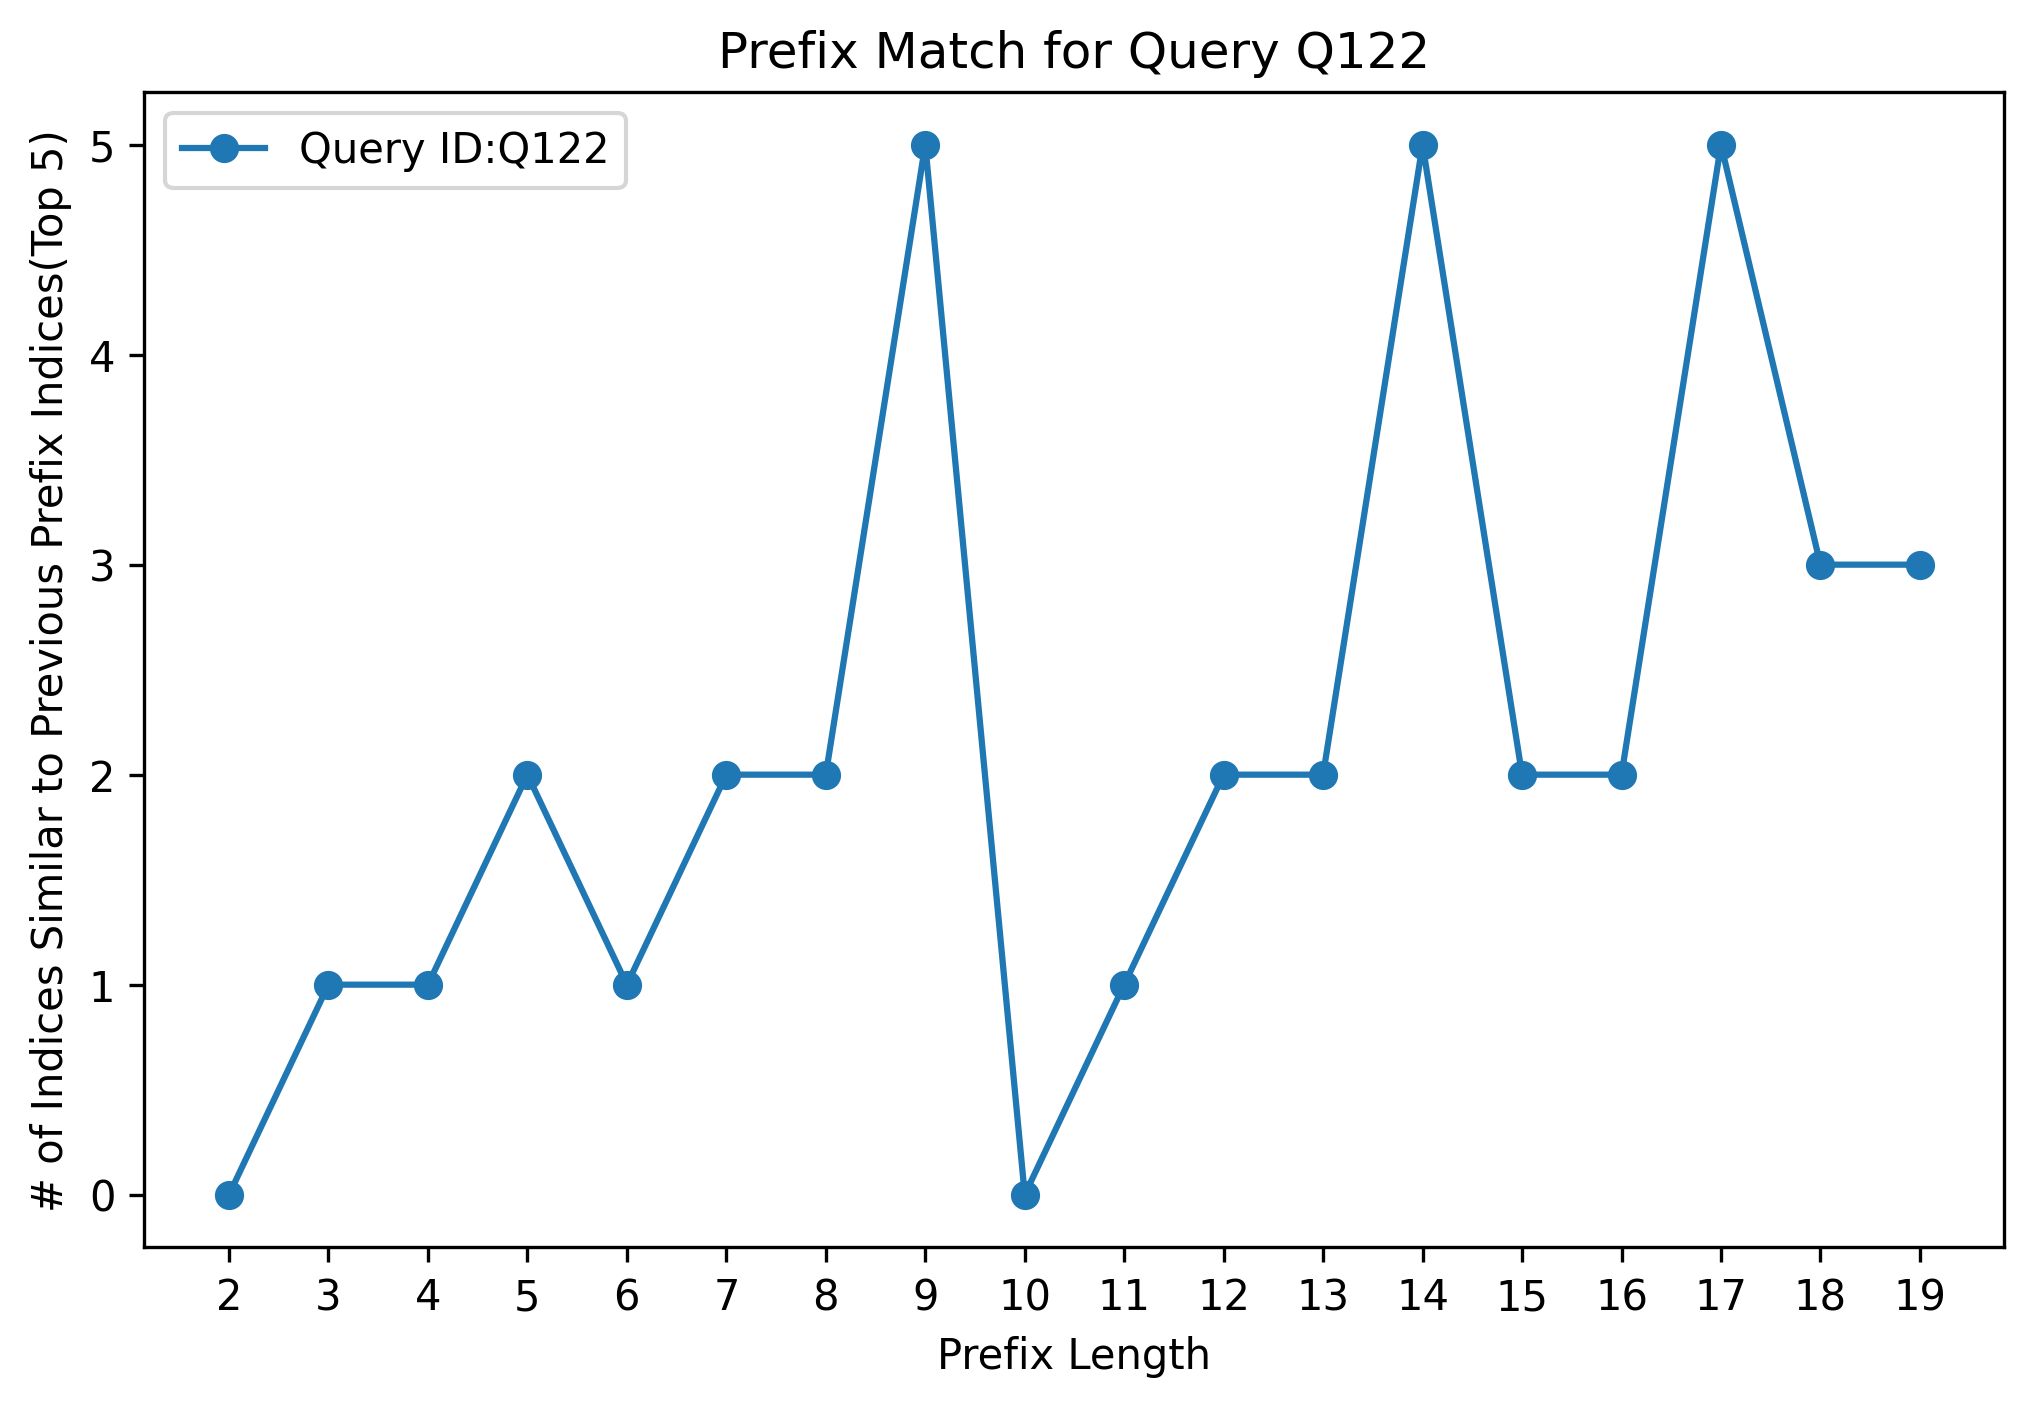 Prefix Match for Query Q122
Query ID:Q122
# of Indices Similar to Previous Prefix Indices(Top 5)
5
4
3
2
1
0
2 3 4 5 6 7 8 9 10 11 12 13 14 15 16 17 18 19
Prefix Length